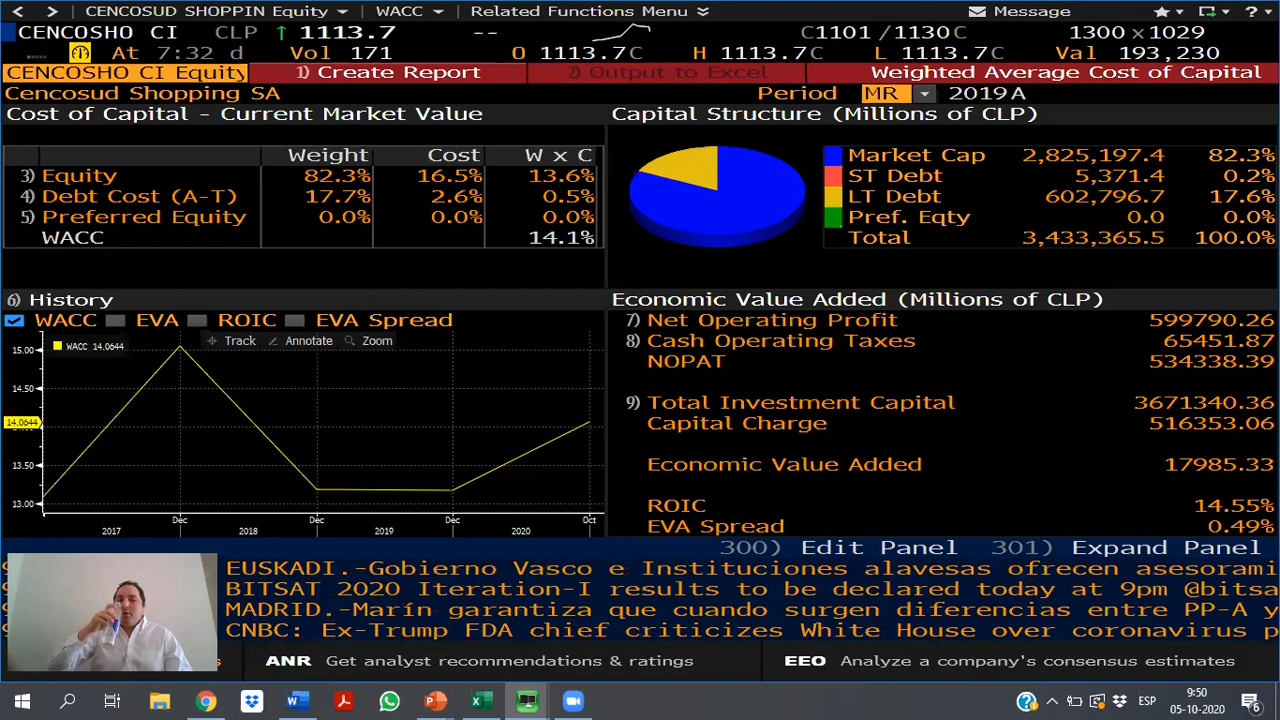 CENCOSUD SHOPPIN Equity WACC Related Functions Menu Message ?
CENCOSHO CI CLP ↑ 1113.7 -- C1101 / 1130C 1300 x 1029
At 7:32 d Vol 171 O 1113.7C H 1113.7C L 1113.7C Val 193,230
CENCOSHO CI Equity 1) Create Report 2) Output to Excel Weighted Average Cost of Capital
Cencosud Shopping SA Period MR 2019 A
Cost of Capital - Current Market Value
Weight Cost W x C
3) Equity 82.3% 16.5% 13.6%
4) Debt Cost (A-T) 17.7% 2.6% 0.5%
5) Preferred Equity 0.0% 0.0% 0.0%
WACC 14.1%
Capital Structure (Millions of CLP)
Market Cap 2,825,197.4 82.3%
ST Debt 5,371.4 0.2%
LT Debt 602,796.7 17.6%
Pref. Eqty 0.0 0.0%
Total 3,433,365.5 100.0%
6) History
WACC EVA ROIC EVA Spread
WACC 14.0644 Track Annotate Zoom
15.00
14.50
14.0644
13.50
13.00
Dec Dec Dec Oct
2017 2018 2019 2020
Economic Value Added (Millions of CLP)
7) Net Operating Profit 599790.26
8) Cash Operating Taxes 65451.87
NOPAT 534338.39
9) Total Investment Capital 3671340.36
Capital Charge 516353.06
Economic Value Added 17985.33
ROIC 14.55%
EVA Spread 0.49%
300) Edit Panel 301) Expand Panel
EUSKADI.-Gobierno Vasco e Instituciones alavesas ofrecen asesorami
BITSAT 2020 Iteration-I results to be declared today at 9pm @bitsa
MADRID.-Marín garantiza que cuando surgen diferencias entre PP-A y
CNBC: Ex-Trump FDA chief criticizes White House over coronavirus p
ANR Get analyst recommendations & ratings EEO Analyze a company's consensus estimates
ESP 9:50
05-10-2020 6